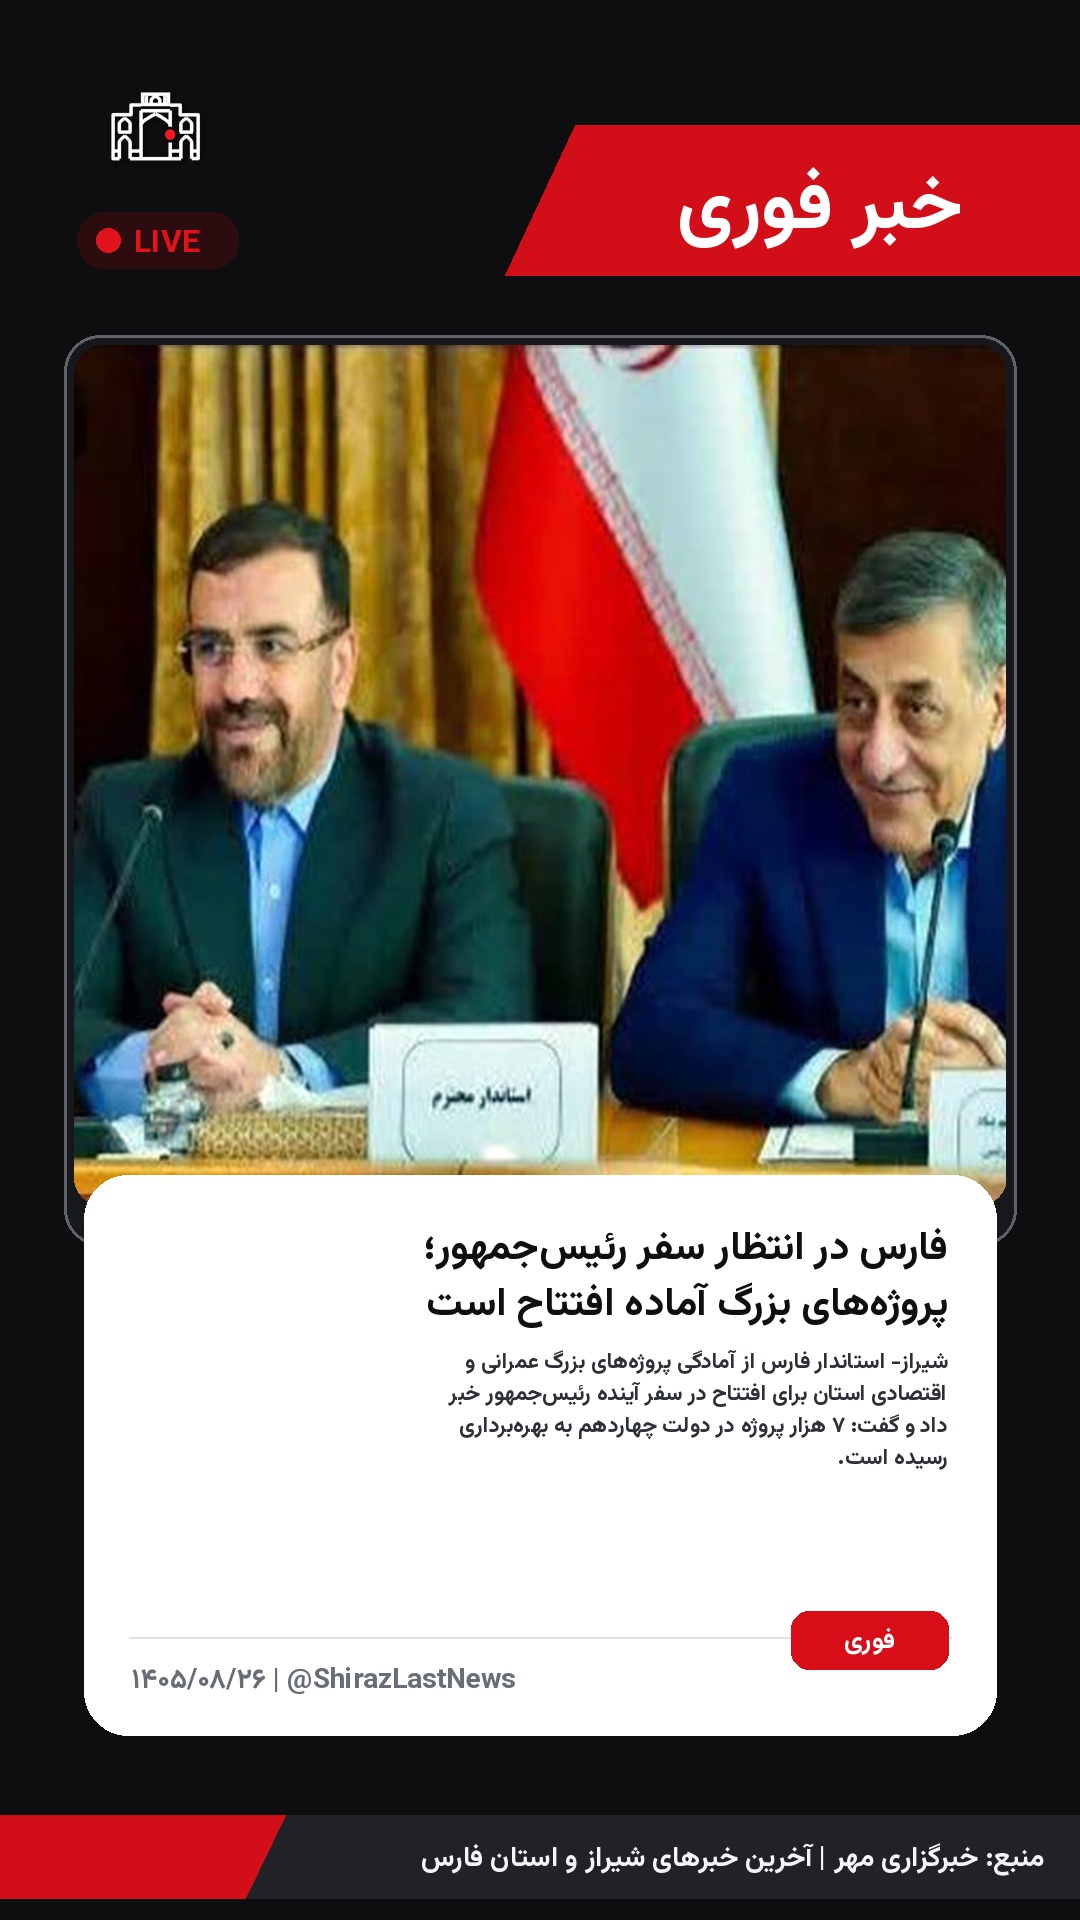 خبر فوری
LIVE
استاندار محترم
فارس در انتظار سفر رئیس‌جمهور؛
پروژه‌های بزرگ آماده افتتاح است
شیراز- استاندار فارس از آمادگی پروژه‌های بزرگ عمرانی و
اقتصادی استان برای افتتاح در سفر آینده رئیس‌جمهور خبر
داد و گفت: ۷ هزار پروژه در دولت چهاردهم به بهره‌برداری
رسیده است.
فوری
۱۴۰۵/۰۸/۲۶ | @ShirazLastNews
منبع: خبرگزاری مهر | آخرین خبرهای شیراز و استان فارس